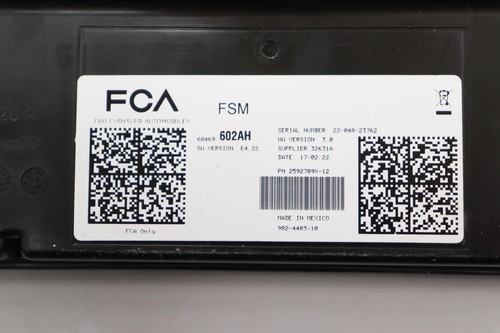 FCA
FIAT CHRYSLER AUTOMOBILES
FSM
68469 602AH
SW VERSION E4 22
SERIAL NUMBER 22-048-23762
HW VERSION 3.0
SUPPLIER 32631A
DATE 17/02/22
PN 2592789X-12
MADE IN MEXICO
982-4403-10
FCA Only